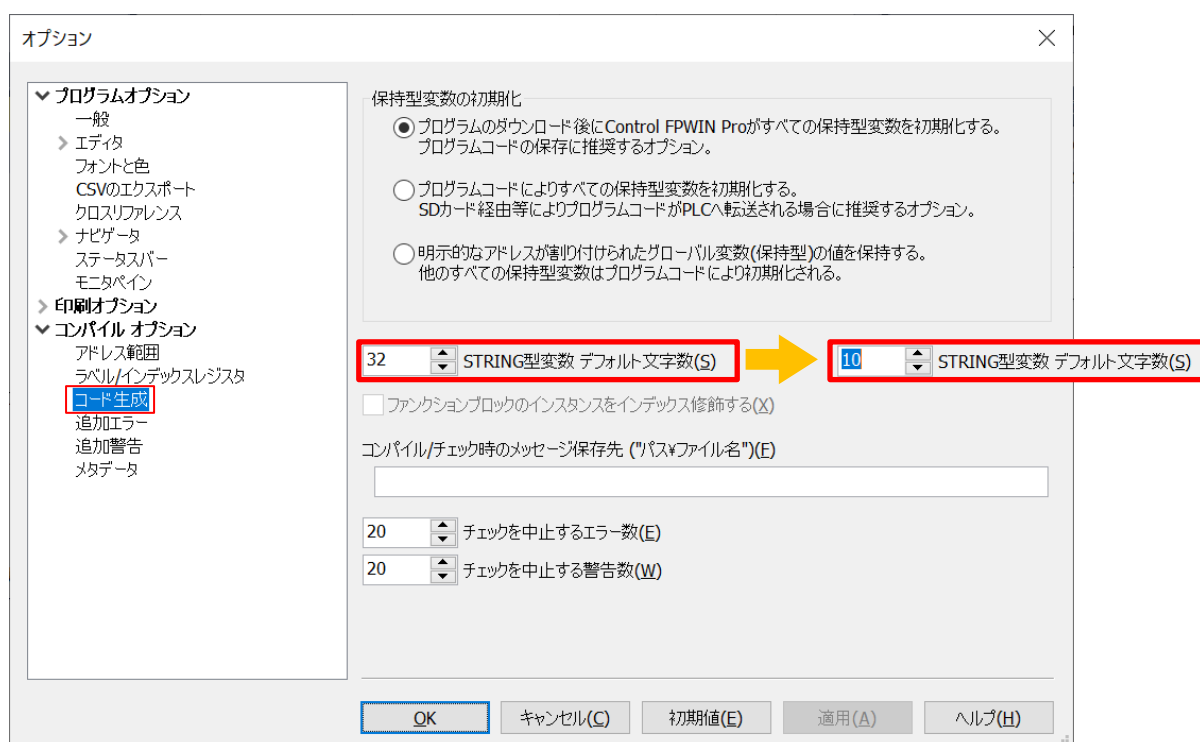 オプション
プログラムオプション
一般
エディタ
フォントと色
CSVのエクスポート
クロスリファレンス
ナビゲータ
ステータスバー
モニタペイン
印刷オプション
コンパイル オプション
アドレス範囲
ラベル/インデックスレジスタ
コード生成
追加エラー
追加警告
メタデータ
保持型変数の初期化
プログラムのダウンロード後にControl FPWIN Proがすべての保持型変数を初期化する。
プログラムコードの保存に推奨するオプション。
プログラムコードによりすべての保持型変数を初期化する。
SDカード経由等によりプログラムコードがPLCへ転送される場合に推奨するオプション。
明示的なアドレスが割り付けられたグローバル変数(保持型)の値を保持する。
他のすべての保持型変数はプログラムコードにより初期化される。
32 STRING型変数 デフォルト文字数(S)
10 STRING型変数 デフォルト文字数(S)
ファンクションブロックのインスタンスをインデックス修飾する(X)
コンパイル/チェック時のメッセージ保存先 ("パス¥ファイル名")(F)
20 チェックを中止するエラー数(E)
20 チェックを中止する警告数(W)
OK キャンセル(C) 初期値(E) 適用(A) ヘルプ(H)